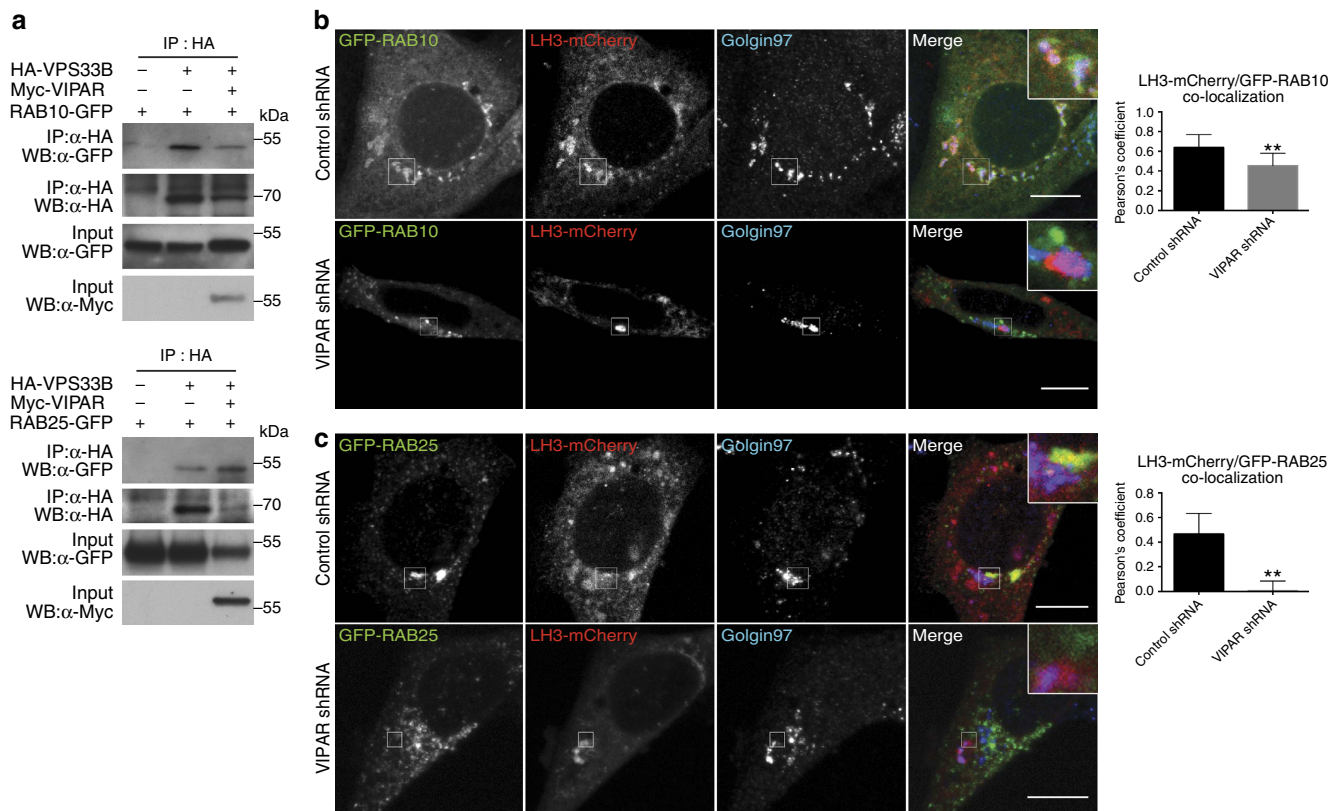 a
IP : HA
HA-VPS33B – + +
Myc-VIPAR – – +
RAB10-GFP + + +
kDa
IP:α-HA
WB:α-GFP
55
IP:α-HA
WB:α-HA
70
Input
WB:α-GFP
55
Input
WB:α-Myc
55
IP : HA
HA-VPS33B – + +
Myc-VIPAR – – +
RAB25-GFP + + +
kDa
IP:α-HA
WB:α-GFP
55
IP:α-HA
WB:α-HA
70
Input
WB:α-GFP
55
Input
WB:α-Myc
55
b
Control shRNA
GFP-RAB10 LH3-mCherry Golgin97 Merge
VIPAR shRNA
GFP-RAB10 LH3-mCherry Golgin97 Merge
LH3-mCherry/GFP-RAB10
co-localization
Pearson's coefficient
1.0
0.8
0.6
0.4
0.2
0.0
**
Control shRNA
VIPAR shRNA
c
Control shRNA
GFP-RAB25 LH3-mCherry Golgin97 Merge
VIPAR shRNA
GFP-RAB25 LH3-mCherry Golgin97 Merge
LH3-mCherry/GFP-RAB25
co-localization
Pearson's coefficient
0.8
0.6
0.4
0.2
0.0
**
Control shRNA
VIPAR shRNA